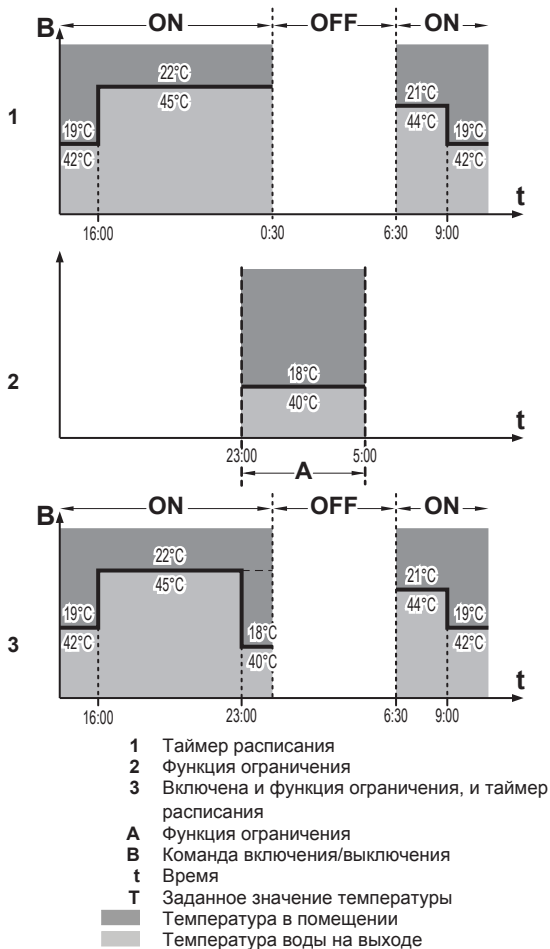 B ON OFF ON
22°C
45°C
21°C
44°C
1
19°C
42°C
19°C
42°C
t
16:00 0:30 6:30 9:00
2
18°C
40°C
t
23:00 5:00
A
B ON OFF ON
22°C
45°C
21°C
44°C
19°C
42°C
18°C
40°C
19°C
42°C
3
t
16:00 23:00 6:30 9:00
1 Таймер расписания
2 Функция ограничения
3 Включена и функция ограничения, и таймер
расписания
A Функция ограничения
B Команда включения/выключения
t Время
T Заданное значение температуры
Температура в помещении
Температура воды на выходе